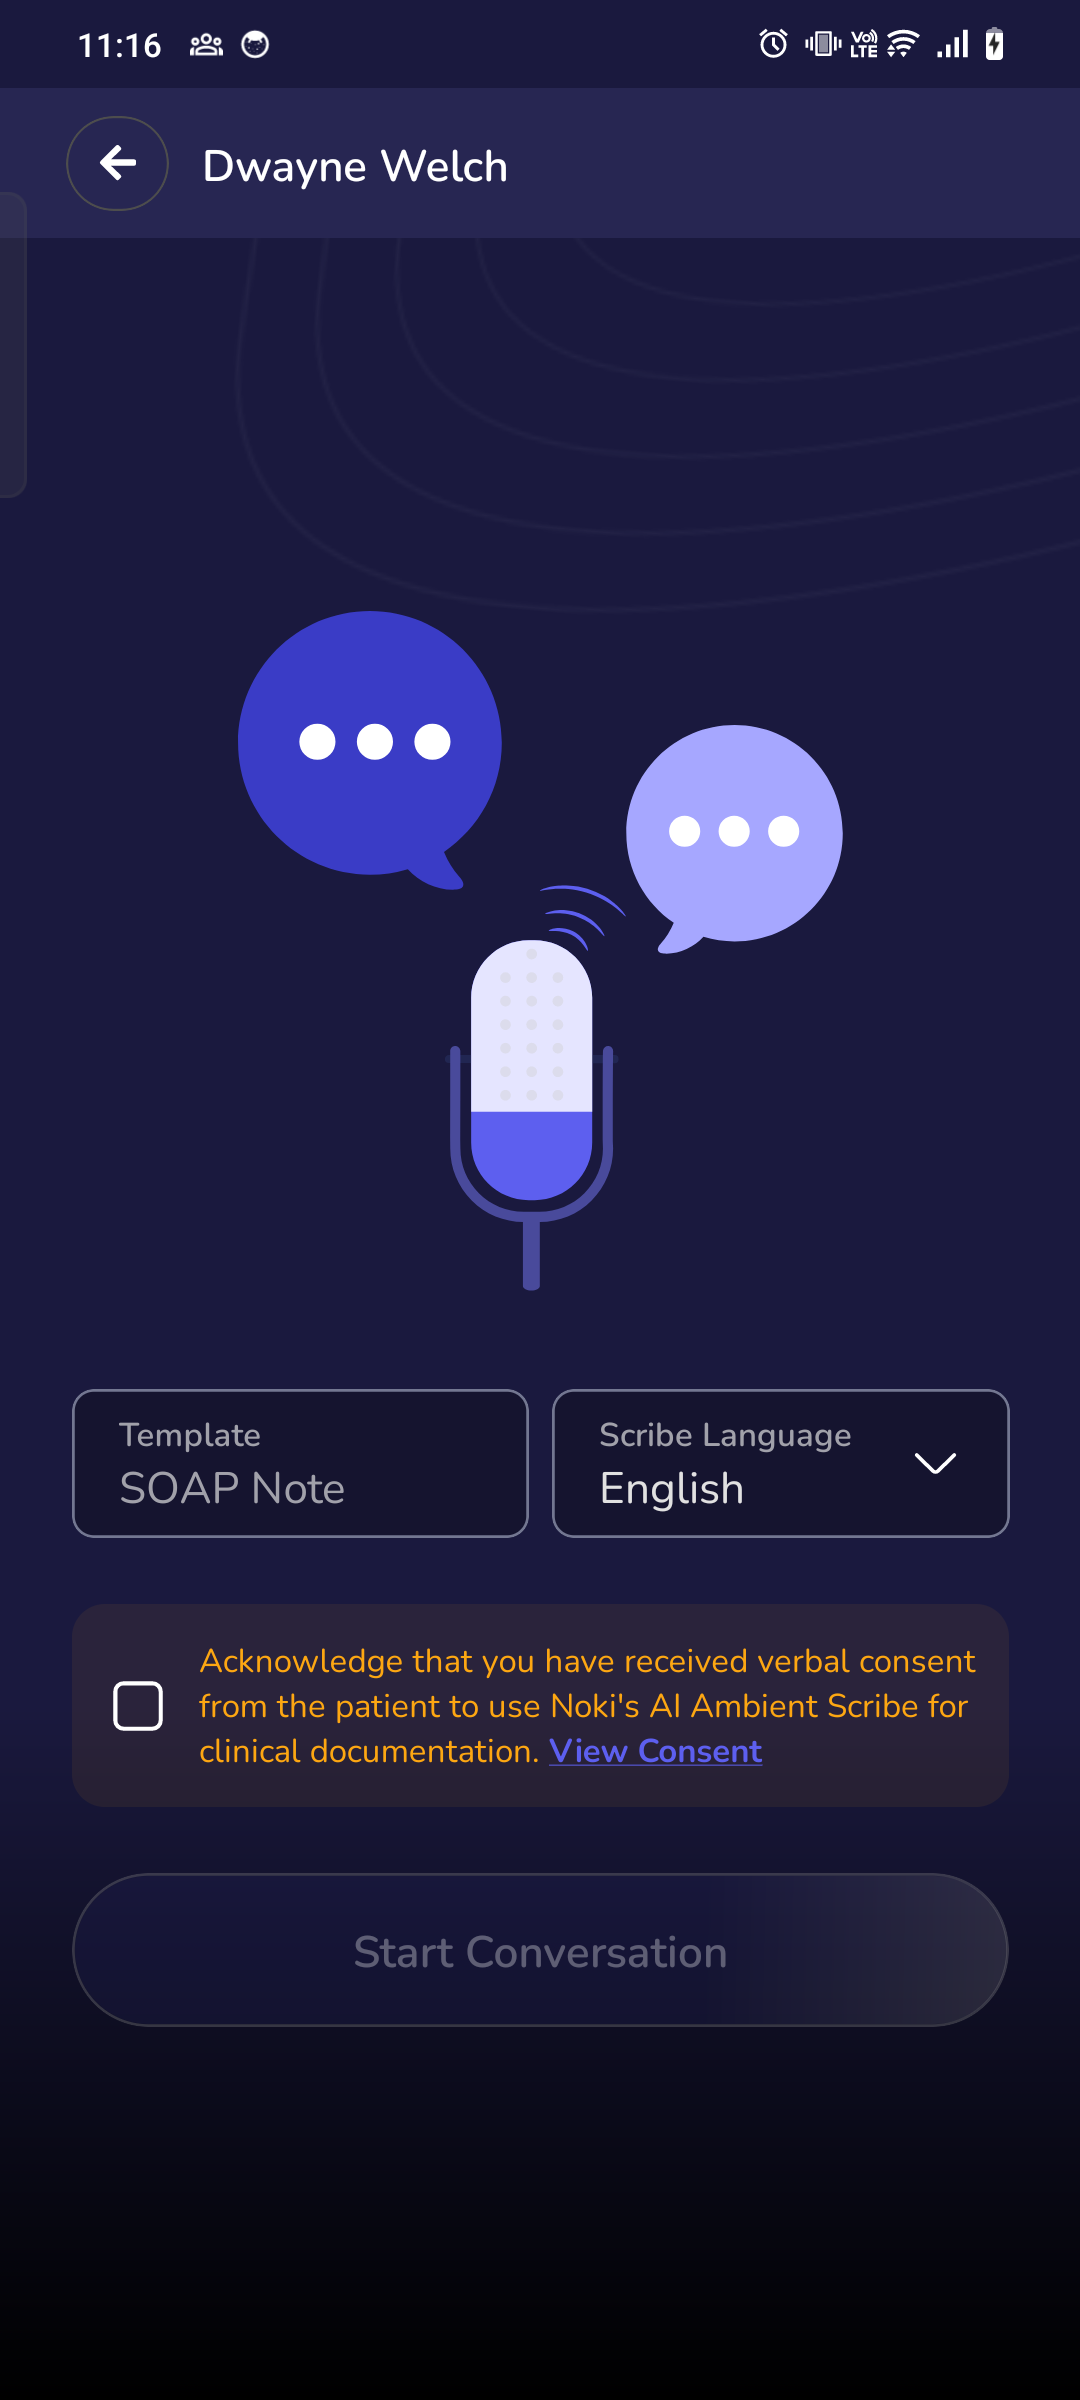 11:16
Vo LTE
Dwayne Welch
Template
SOAP Note
Scribe Language
English
Acknowledge that you have received verbal consent
from the patient to use Noki's AI Ambient Scribe for
clinical documentation. View Consent
Start Conversation